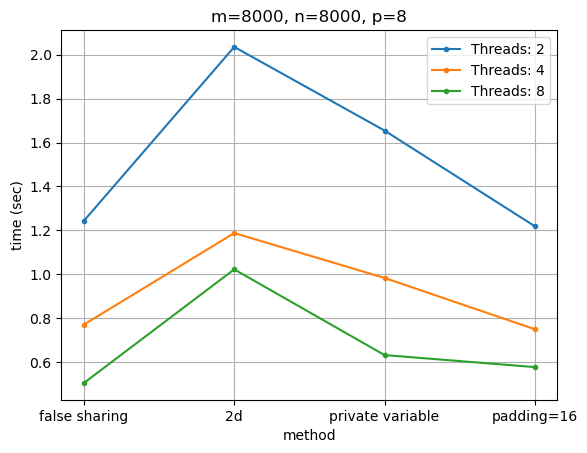 m=8000, n=8000, p=8
Threads: 2
Threads: 4
Threads: 8
time (sec)
2.0
1.8
1.6
1.4
1.2
1.0
0.8
0.6
false sharing
2d
private variable
padding=16
method